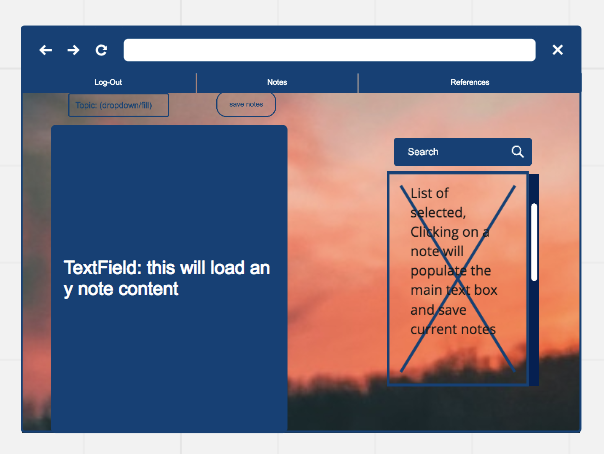 Log-Out
Notes
References
Topic: (dropdown/fill)
save notes
Search
TextField: this will load an
y note content
List of
selected,
Clicking on a
note will
populate the
main text box
and save
current notes